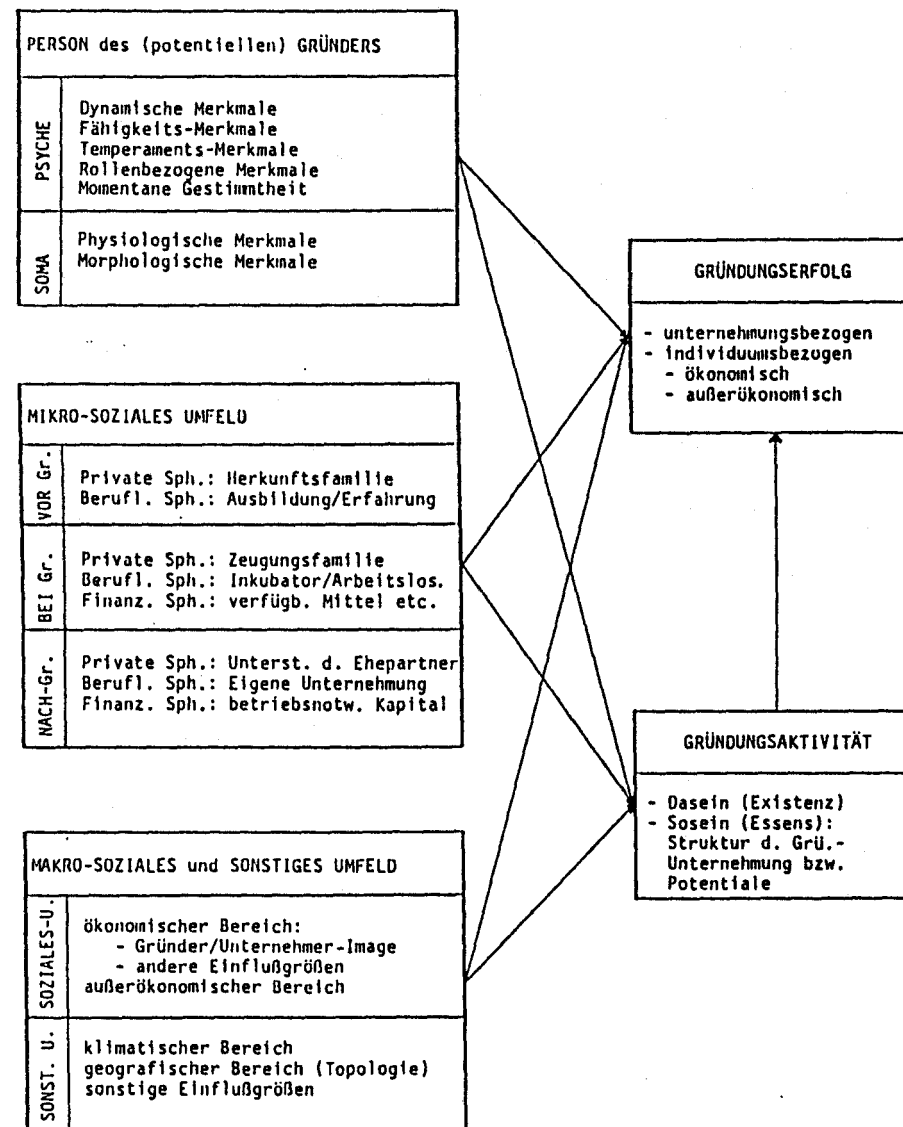 PERSON des (potentiellen) GRÜNDERS
PSYCHE
Dynamische Merkmale
Fähigkeits-Merkmale
Temperaments-Merkmale
Rollenbezogene Merkmale
Momentane Gestimmtheit
SOMA
Physiologische Merkmale
Morphologische Merkmale
MIKRO-SOZIALES UMFELD
VOR Gr.
Private Sph.: Herkunftsfamilie
Berufl. Sph.: Ausbildung/Erfahrung
BEI Gr.
Private Sph.: Zeugungsfamilie
Berufl. Sph.: Inkubator/Arbeitslos.
Finanz. Sph.: verfügb. Mittel etc.
NACH-Gr.
Private Sph.: Unterst. d. Ehepartner
Berufl. Sph.: Eigene Unternehmung
Finanz. Sph.: betriebsnotw. Kapital
MAKRO-SOZIALES und SONSTIGES UMFELD
SOZIALES-U.
ökonomischer Bereich:
- Gründer/Unternehmer-Image
- andere Einflußgrößen
außerökonomischer Bereich
SONST. U.
klimatischer Bereich
geografischer Bereich (Topologie)
sonstige Einflußgrößen
GRÜNDUNGSERFOLG
- unternehmungsbezogen
- individuumsbezogen
- ökonomisch
- außerökonomisch
GRÜNDUNGSAKTIVITÄT
- Dasein (Existenz)
- Sosein (Essens):
Struktur d. Grü.-
Unternehmung bzw.
Potentiale